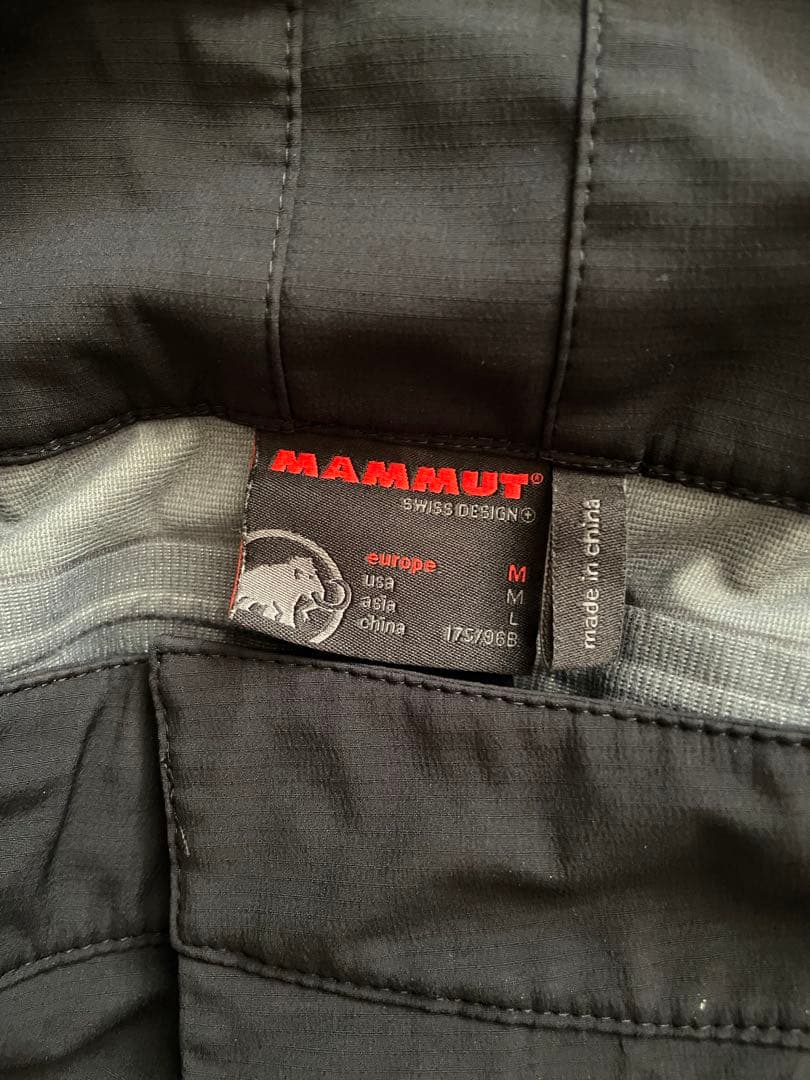 MAMMUT®
SWISS DESIGN
europe M
usa M
asia L
china 175/96B
made in china